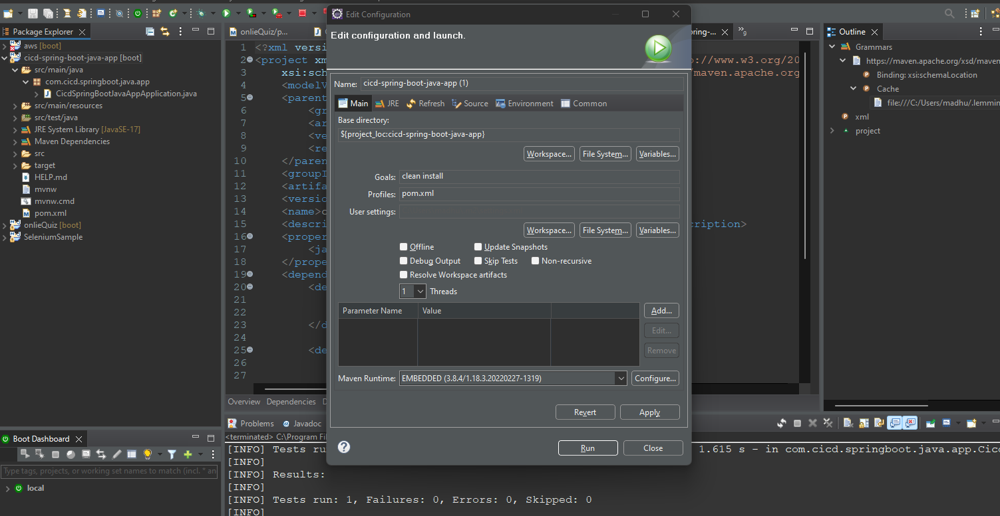 Package Explorer
aws [boot]
cicd-spring-boot-java-app [boot]
src/main/java
com.cicd.springboot.java.app
CicdSpringBootJavaAppApplication.java
src/main/resources
src/test/java
JRE System Library [JavaSE-17]
Maven Dependencies
src
target
HELP.md
mvnw
mvnw.cmd
pom.xml
onlieQuiz [boot]
SeleniumSample
Boot Dashboard
Type tags, projects, or working set names to match (incl. * an
local
onlieQuiz/p...
ring-...
»9
1 <?xml versi
2 <project xm p://www.w3.org/20
3 xsi:sch /maven.apache.org
4 <modelV
5 <parent
6 <gr
7 <ar
8 <ve
9 <re
10 </paren
11 <groupI
12 <artifa
13 <versio
14 <name>c
15 <descri cription>
16 <proper
17 <ja
18 </prope
19 <depend
20 <de
21
22
23 </d
24
25 <de
26
27
Overview Dependencies D
Edit Configuration
Edit configuration and launch.
Name: cicd-spring-boot-java-app (1)
Main JRE Refresh Source Environment Common
Base directory:
${project_loc:cicd-spring-boot-java-app}
Workspace... File System... Variables...
Goals: clean install
Profiles: pom.xml
User settings:
Workspace... File System... Variables...
Offline Update Snapshots
Debug Output Skip Tests Non-recursive
Resolve Workspace artifacts
1 Threads
Parameter Name Value
Add...
Edit...
Remove
Maven Runtime: EMBEDDED (3.8.4/1.18.3.20220227-1319) Configure...
Revert Apply
Run Close
Outline
Grammars
https://maven.apache.org/xsd/maven
Binding: xsi:schemaLocation
Cache
file:///C:/Users/madhu/.lemmin
xml
project
Problems Javadoc
<terminated> C:\Program Fi
[INFO] Tests ru 1.615 s - in com.cicd.springboot.java.app.Cicd
[INFO]
[INFO] Results:
[INFO]
[INFO] Tests run: 1, Failures: 0, Errors: 0, Skipped: 0
[INFO]